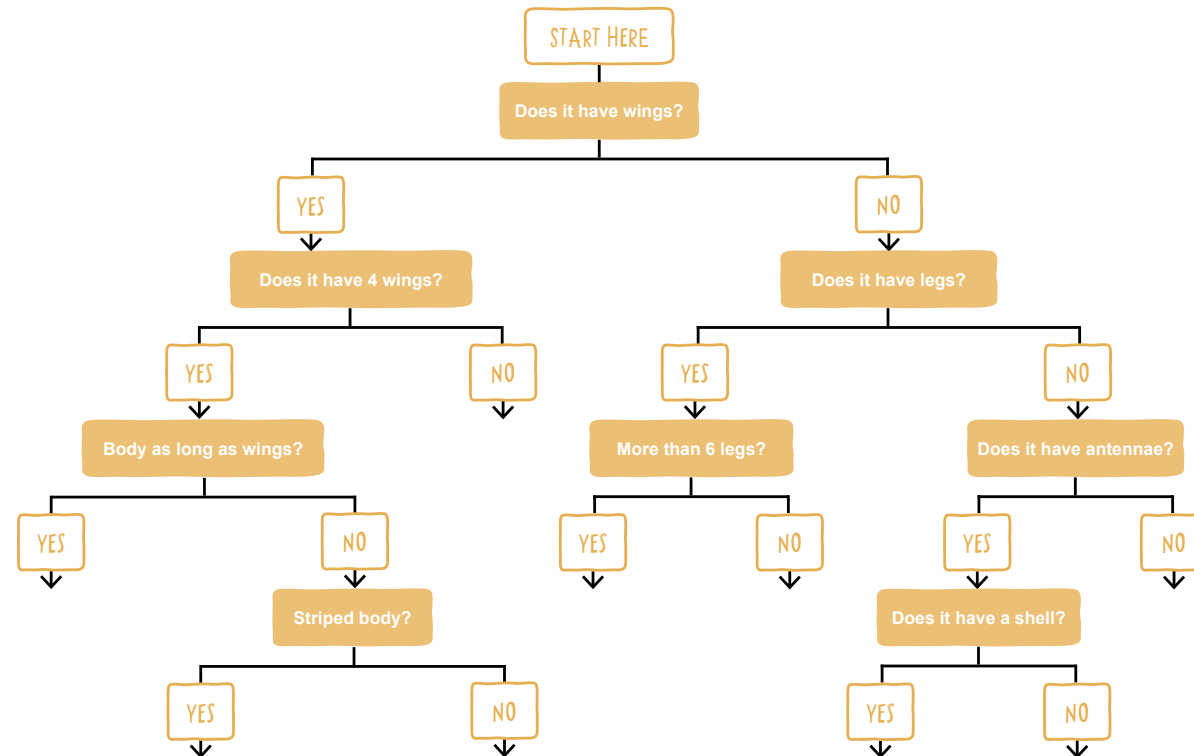 START HERE
Does it have wings?
YES
NO
Does it have 4 wings?
Does it have legs?
YES
NO
YES
NO
Body as long as wings?
More than 6 legs?
Does it have antennae?
YES
NO
YES
NO
YES
NO
Striped body?
Does it have a shell?
YES
NO
YES
NO